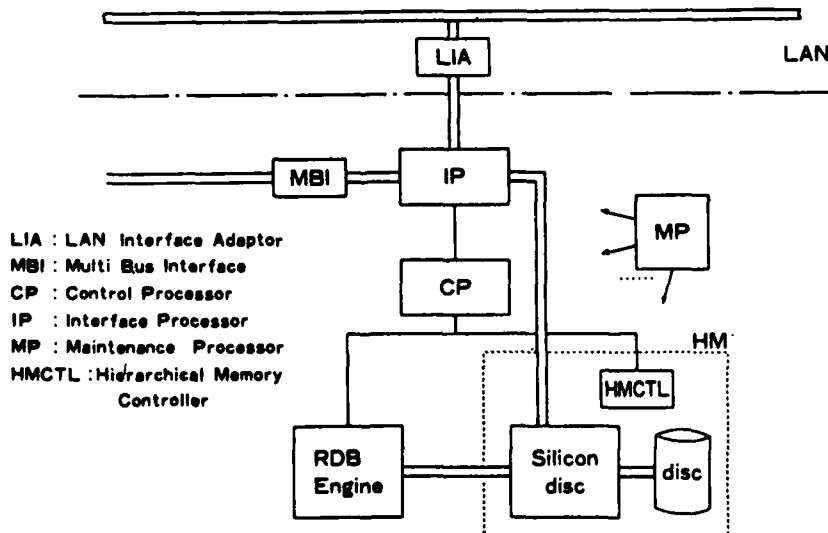 LIA
LAN
MBI
IP
MP
LIA : LAN Interface Adaptor
MBI : Multi Bus Interface
CP : Control Processor
IP : Interface Processor
MP : Maintenance Processor
HMCTL : Hierarchical Memory
Controller
CP
HM
HMCTL
RDB
Engine
Silicon
disc
disc